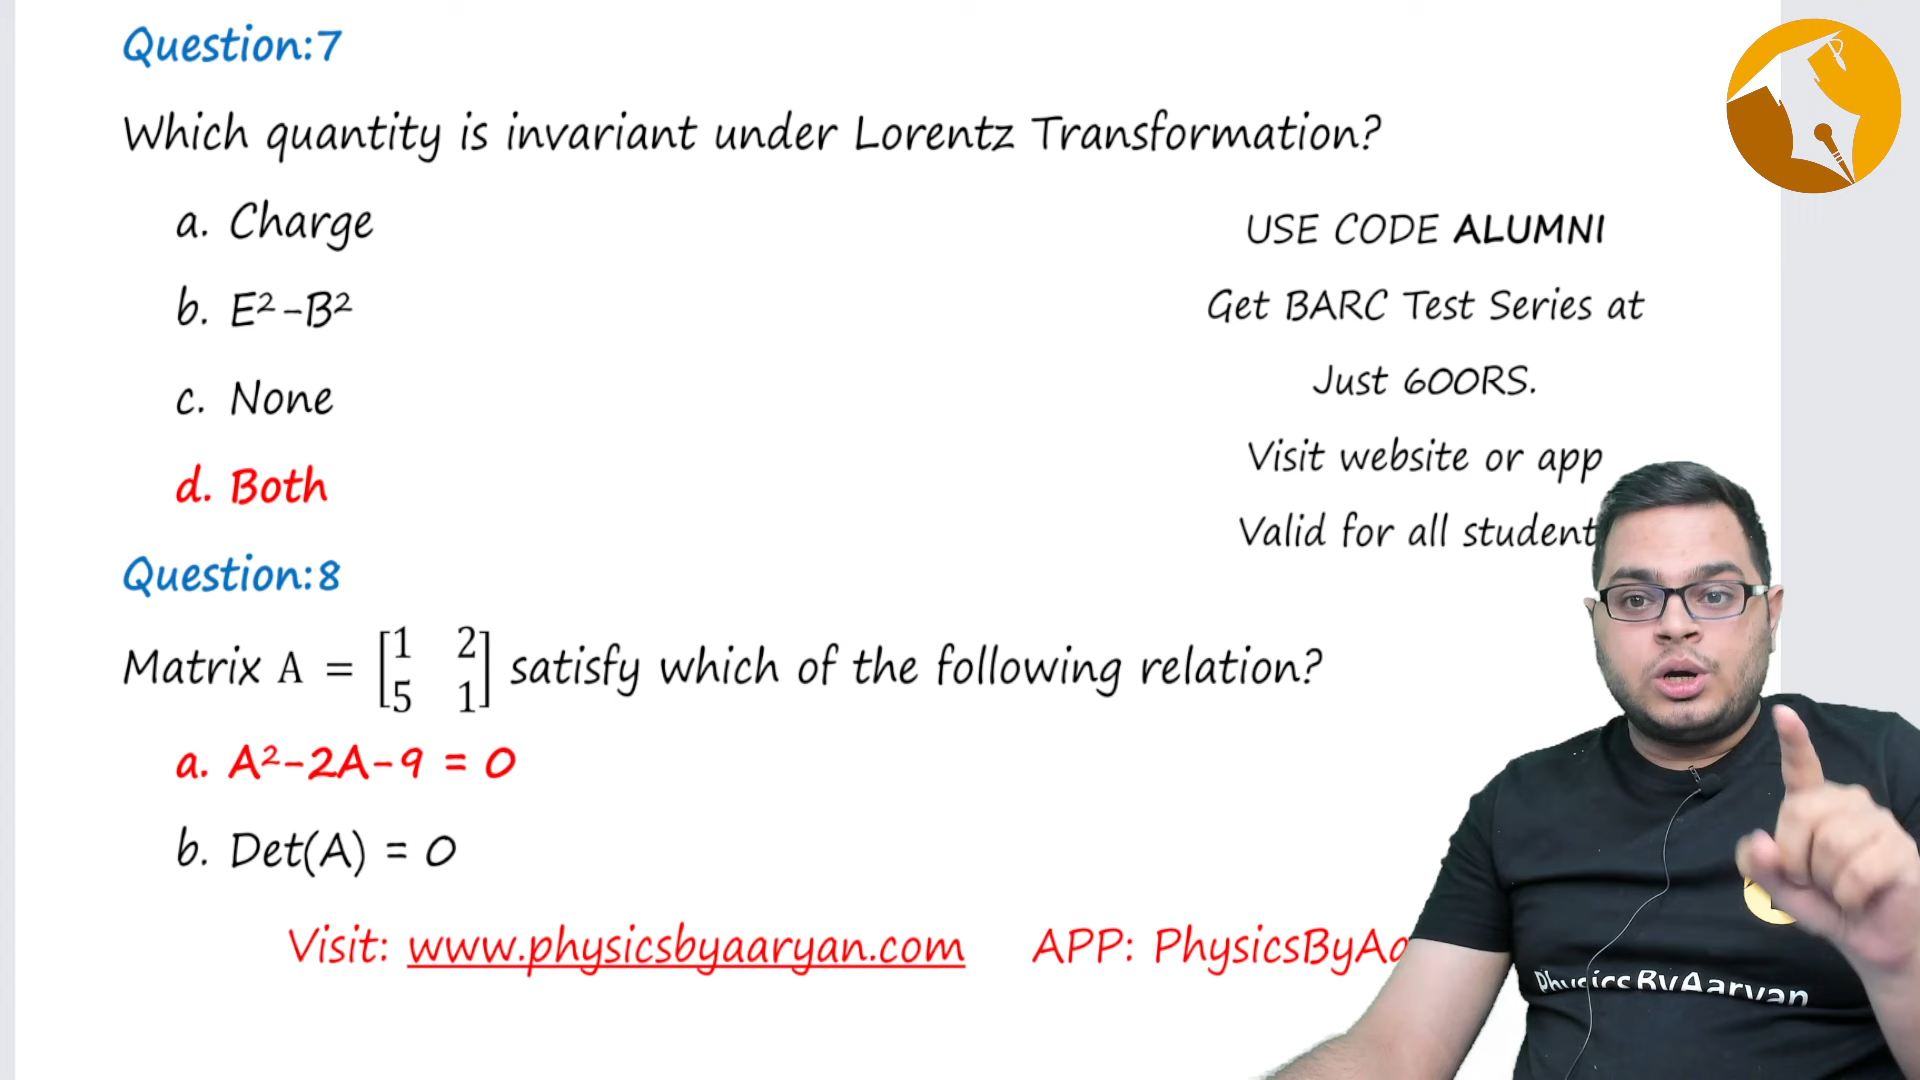 Question:7
Which quantity is invariant under Lorentz Transformation?
a. Charge
b. E²-B²
c. None
d. Both
USE CODE ALUMNI
Get BARC Test Series at
Just 600RS.
Visit website or app
Valid for all student
Question:8
Matrix A = [1 2
5 1] satisfy which of the following relation?
a. A²-2A-9 = 0
b. Det(A) = 0
Visit: www.physicsbyaaryan.com APP: PhysicsByAa
PhysicsByAaryan